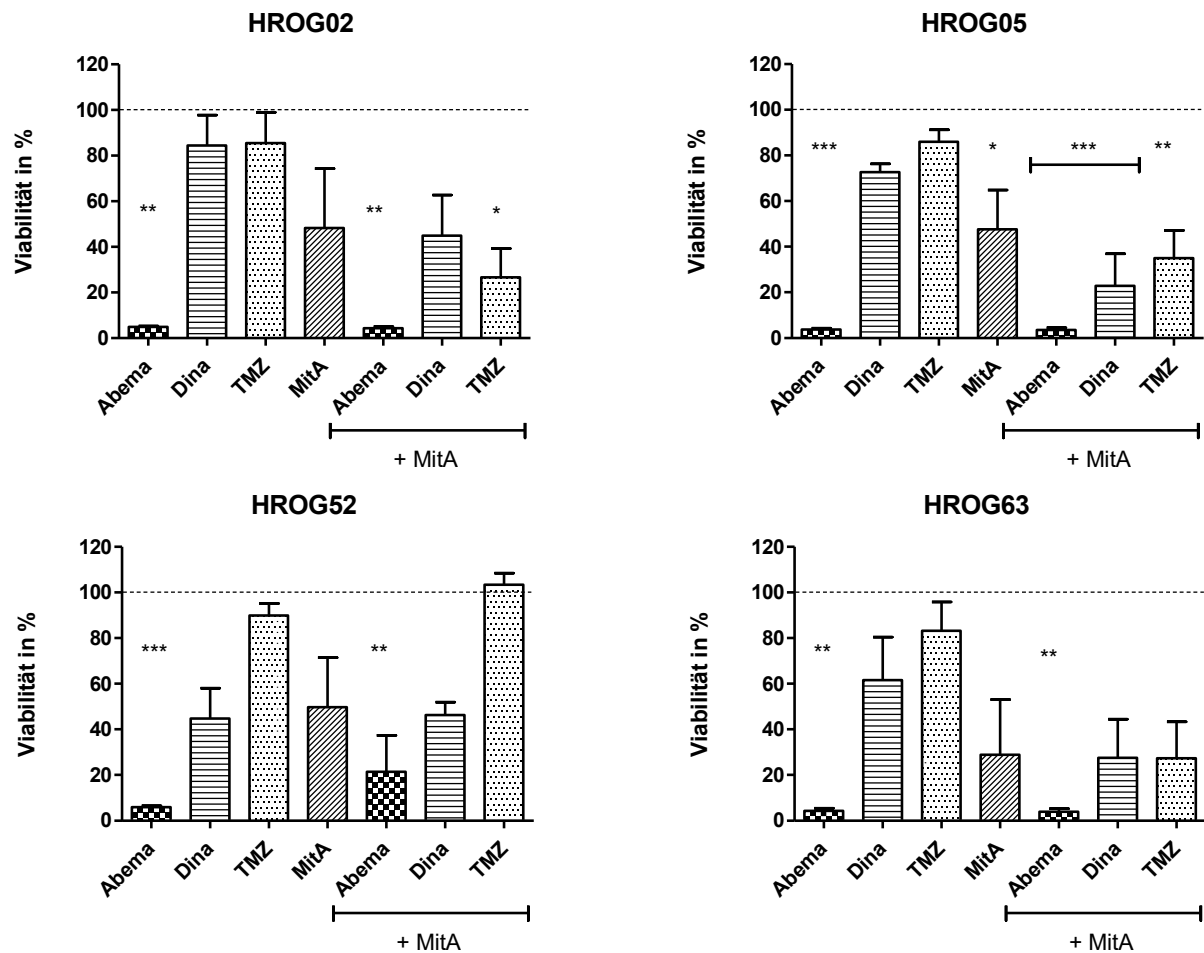 HROG02
Viabilität in %
120
100
80
60
40
20
0
** ** *
Abema Dina TMZ MitA Abema Dina TMZ
+ MitA
HROG05
Viabilität in %
120
100
80
60
40
20
0
*** * *** **
Abema Dina TMZ MitA Abema Dina TMZ
+ MitA
HROG52
Viabilität in %
120
100
80
60
40
20
0
*** **
Abema Dina TMZ MitA Abema Dina TMZ
+ MitA
HROG63
Viabilität in %
120
100
80
60
40
20
0
** **
Abema Dina TMZ MitA Abema Dina TMZ
+ MitA